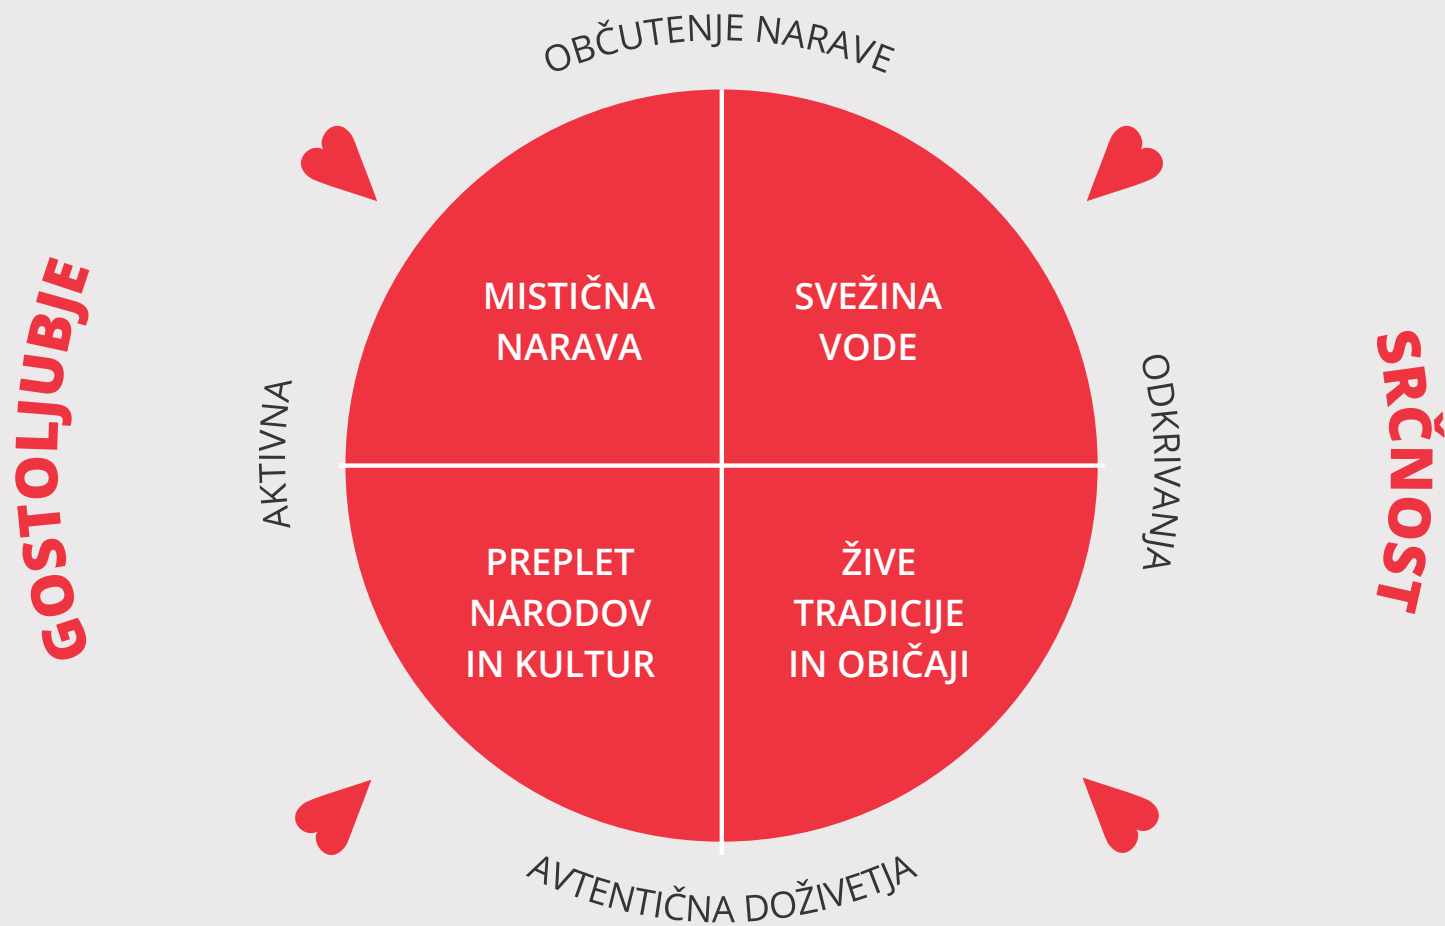 OBČUTENJE NARAVE
GOSTOLJUBJE
AKTIVNA
MISTIČNA
NARAVA
SVEŽINA
VODE
ODKRIVANJA
SRČNOST
PREPLET
NARODOV
IN KULTUR
ŽIVE
TRADICIJE
IN OBIČAJI
AVTENTIČNA DOŽIVETJA